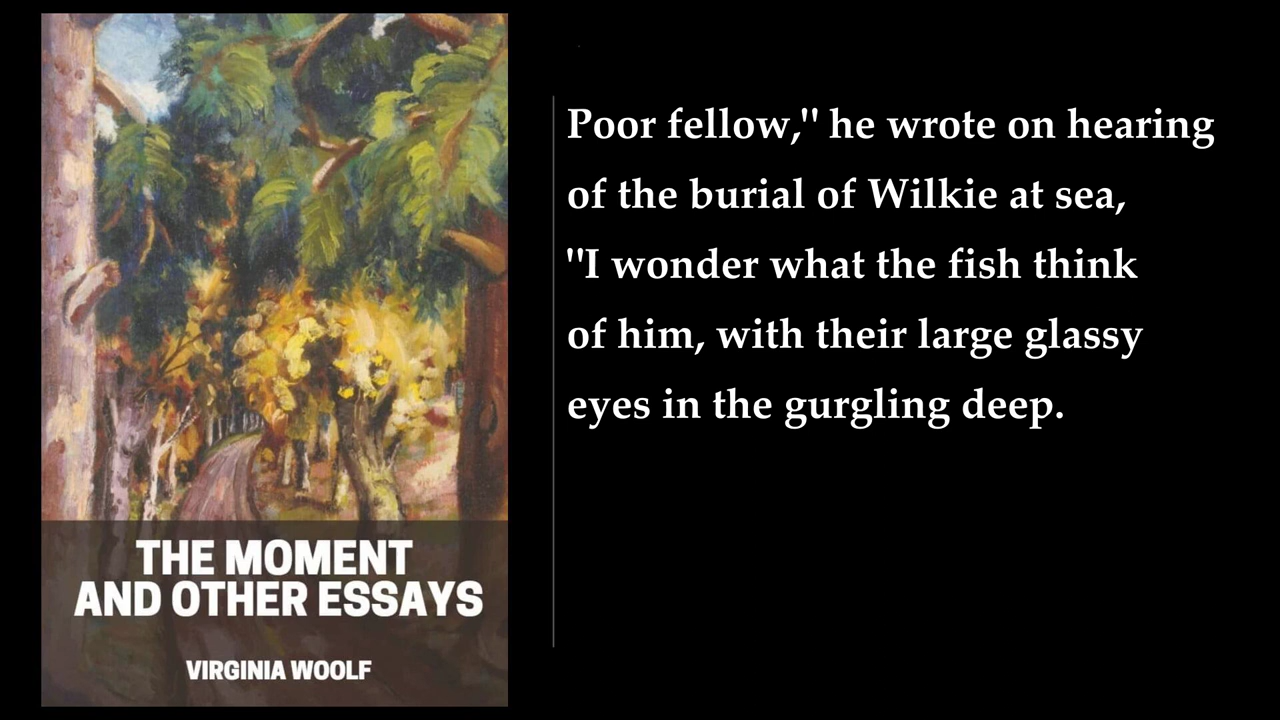 THE MOMENT
AND OTHER ESSAYS
VIRGINIA WOOLF
Poor fellow," he wrote on hearing
of the burial of Wilkie at sea,
"I wonder what the fish think
of him, with their large glassy
eyes in the gurgling deep.